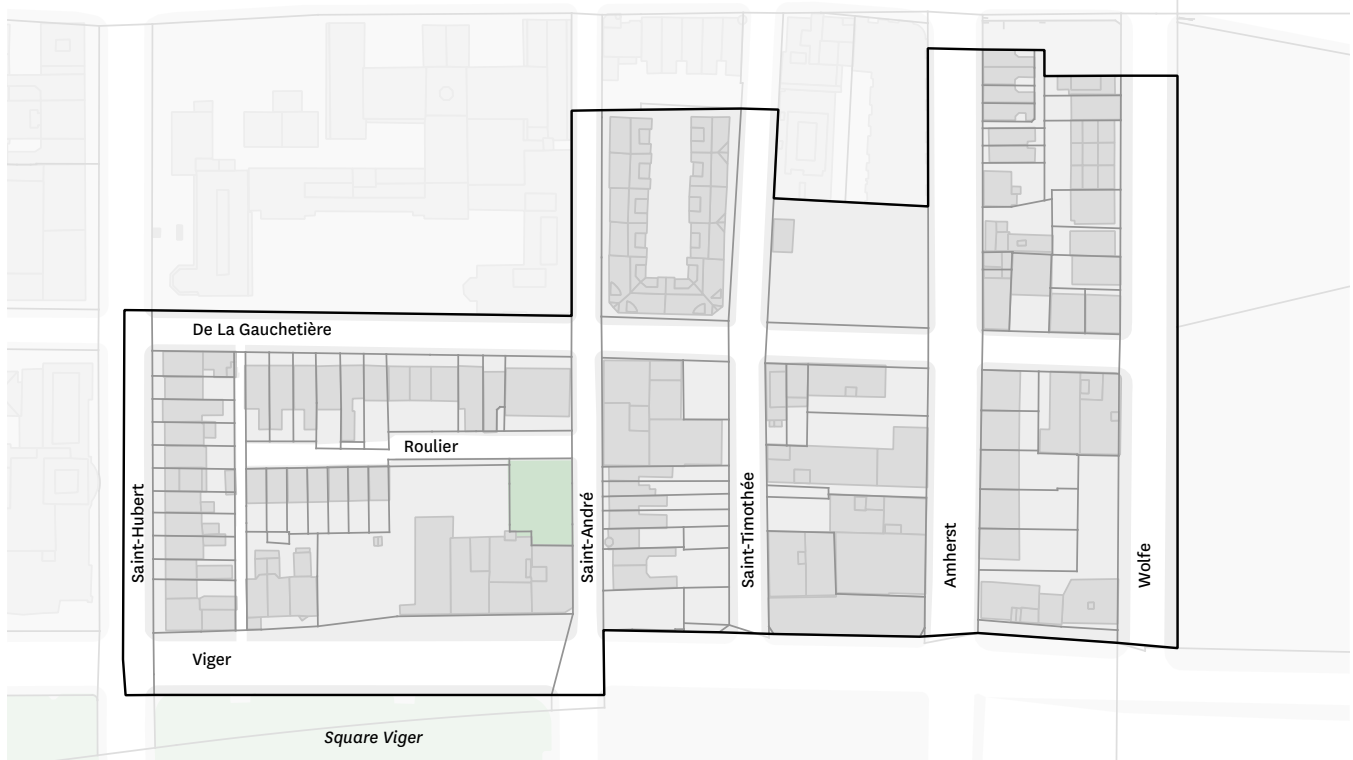 De La Gauchetière
Roulier
Saint-Hubert
Saint-André
Saint-Timothée
Amherst
Wolfe
Viger
Square Viger